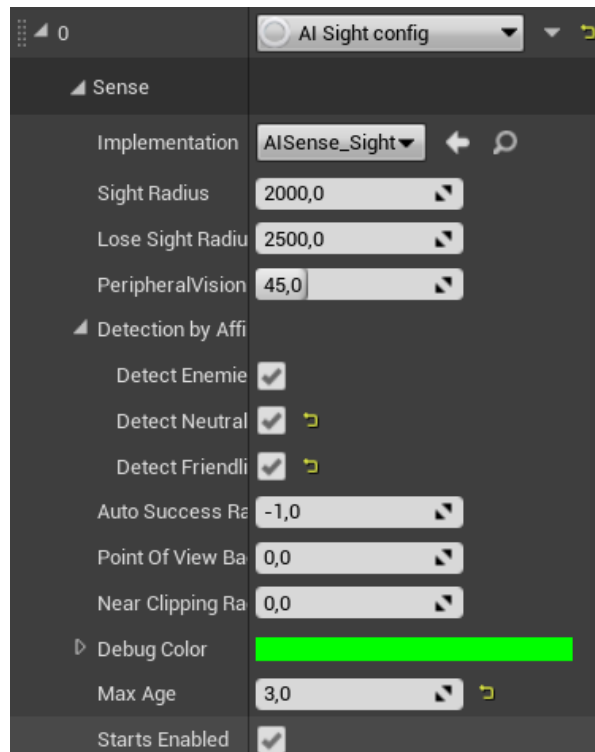 0 AI Sight config
Sense
Implementation AISense_Sight
Sight Radius 2000,0
Lose Sight Radiu 2500,0
PeripheralVision 45,0
Detection by Affi
Detect Enemie
Detect Neutral
Detect Friendli
Auto Success Ra -1,0
Point Of View Ba 0,0
Near Clipping Ra 0,0
Debug Color
Max Age 3,0
Starts Enabled